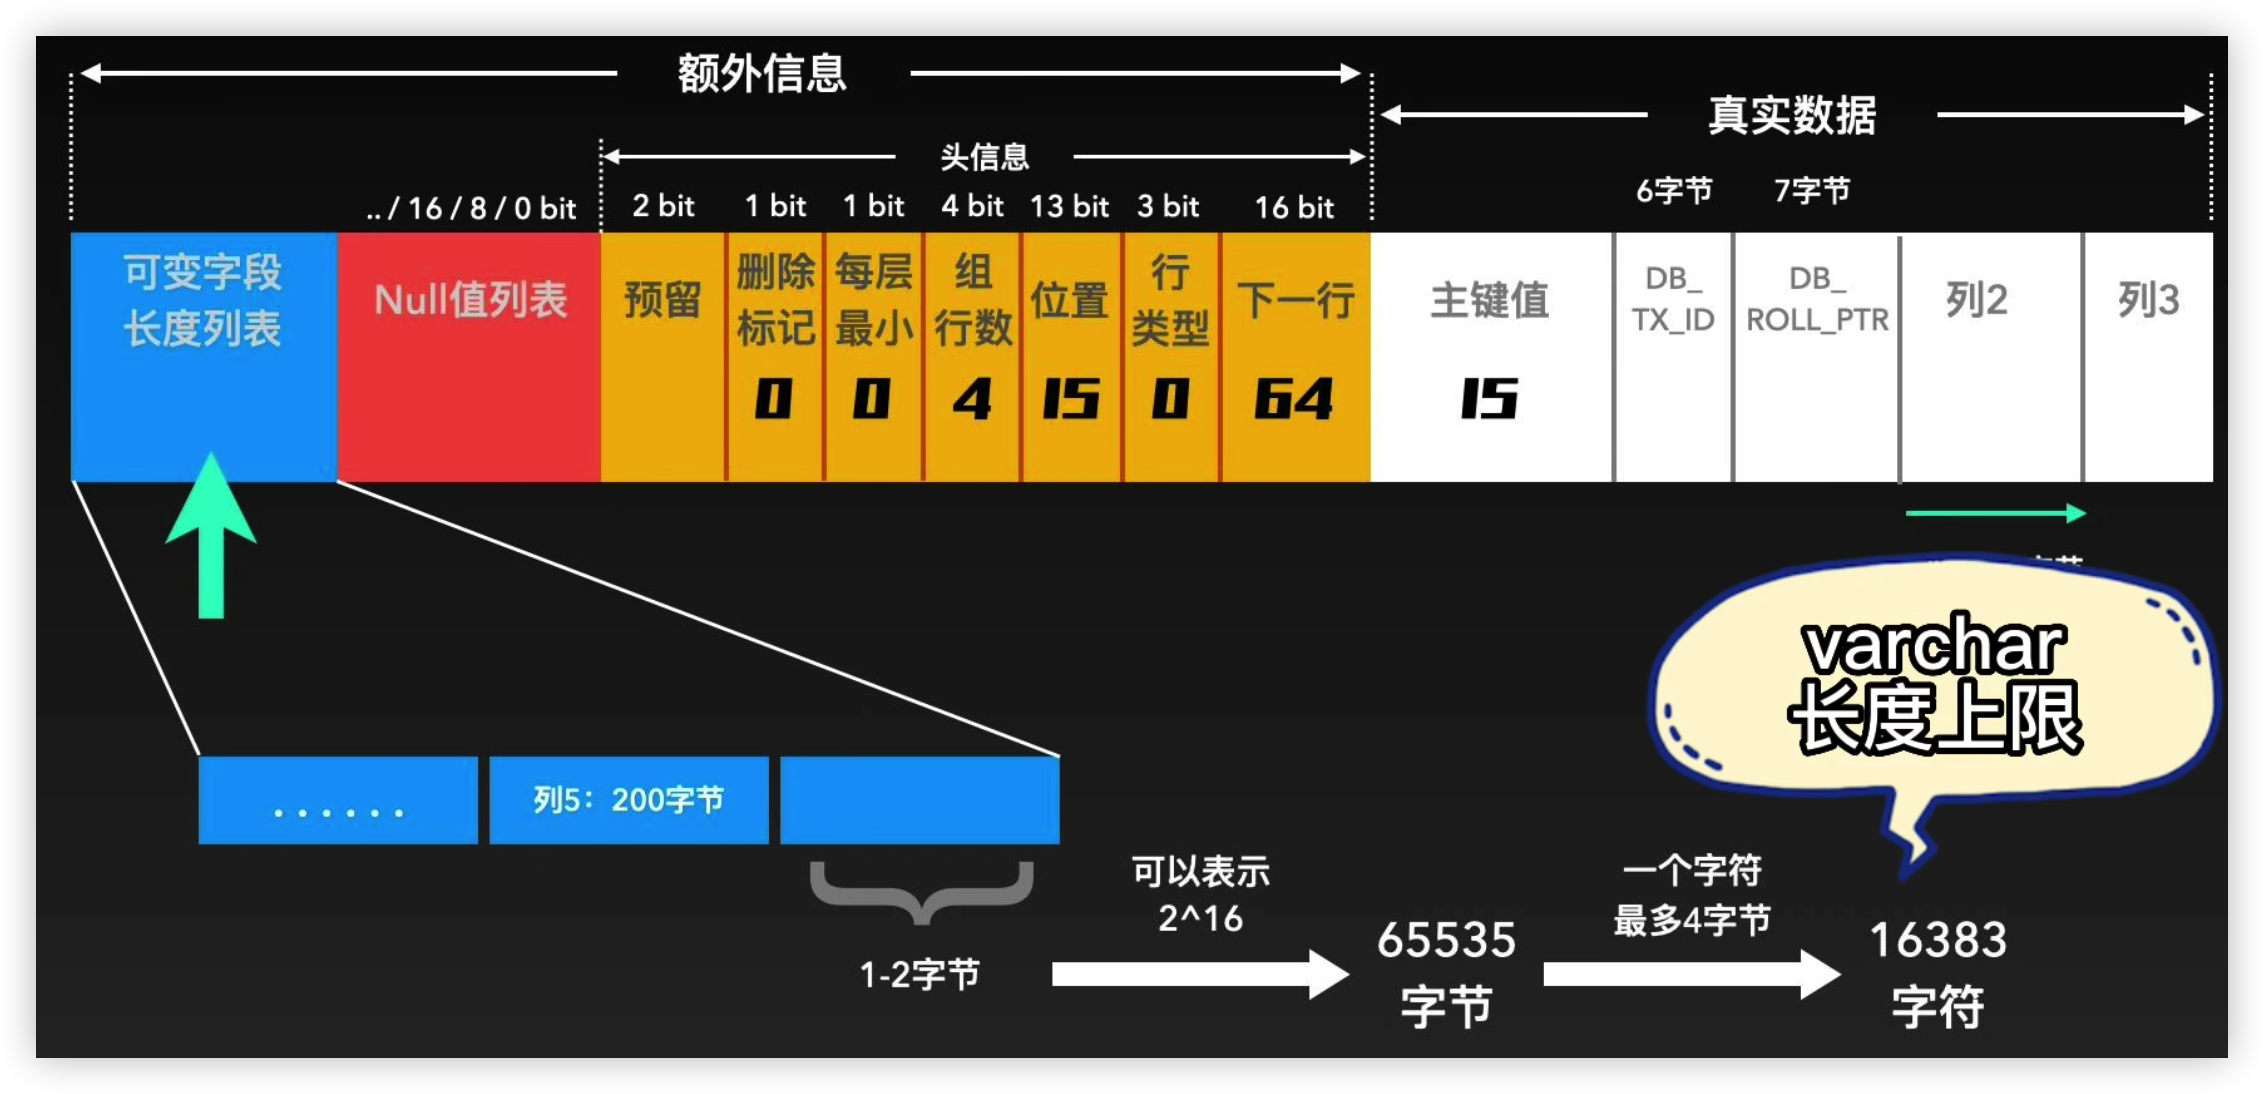 额外信息
真实数据
头信息
6字节
7字节
.. / 16 / 8 / 0 bit
2 bit
1 bit
1 bit
4 bit
13 bit
3 bit
16 bit
可变字段
长度列表
Null值列表
预留
删除
标记
0
每层
最小
0
组
行数
4
位置
15
行
类型
0
下一行
64
主键值
15
DB_
TX_ID
DB_
ROLL_PTR
列2
列3
varchar
长度上限
......
列5：200字节
1-2字节
可以表示
2^16
65535
字节
一个字符
最多4字节
16383
字符